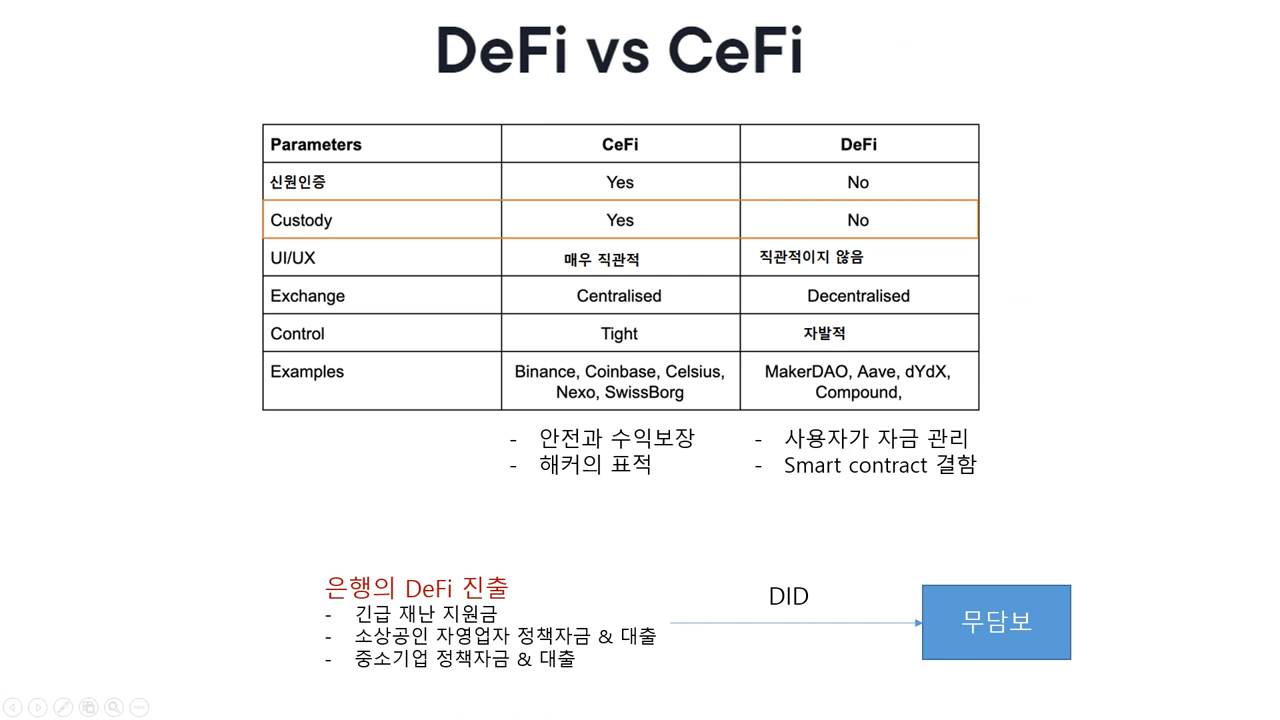 DeFi vs CeFi
Parameters CeFi DeFi
신원인증 Yes No
Custody Yes No
UI/UX 매우 직관적 직관적이지 않음
Exchange Centralised Decentralised
Control Tight 자발적
Examples Binance, Coinbase, Celsius, MakerDAO, Aave, dYdX,
Nexo, SwissBorg Compound,
- 안전과 수익보장 - 사용자가 자금 관리
- 해커의 표적 - Smart contract 결함
은행의 DeFi 진출
- 긴급 재난 지원금
- 소상공인 자영업자 정책자금 & 대출
- 중소기업 정책자금 & 대출
DID
무담보